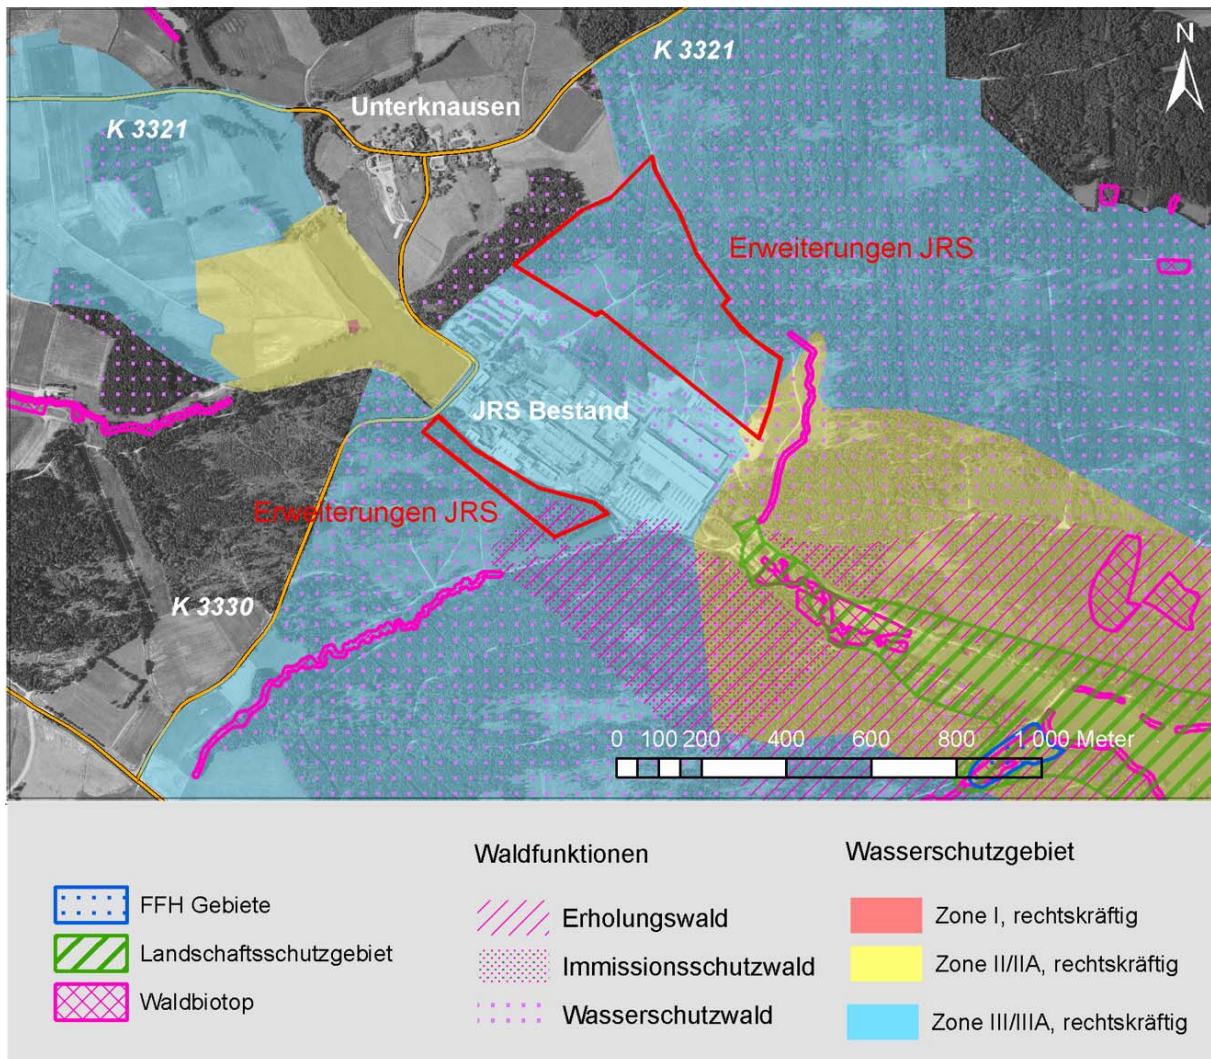 N
K 3321
Unterknausen
K 3321
Erweiterungen JRS
JRS Bestand
Erweiterungen JRS
K 3330
0 100 200 400 600 800 1 000 Meter
Waldfunktionen
Wasserschutzgebiet
FFH Gebiete
Erholungswald
Zone I, rechtskräftig
Landschaftsschutzgebiet
Immissionsschutzwald
Zone II/IIA, rechtskräftig
Waldbiotop
Wasserschutzwald
Zone III/IIIA, rechtskräftig